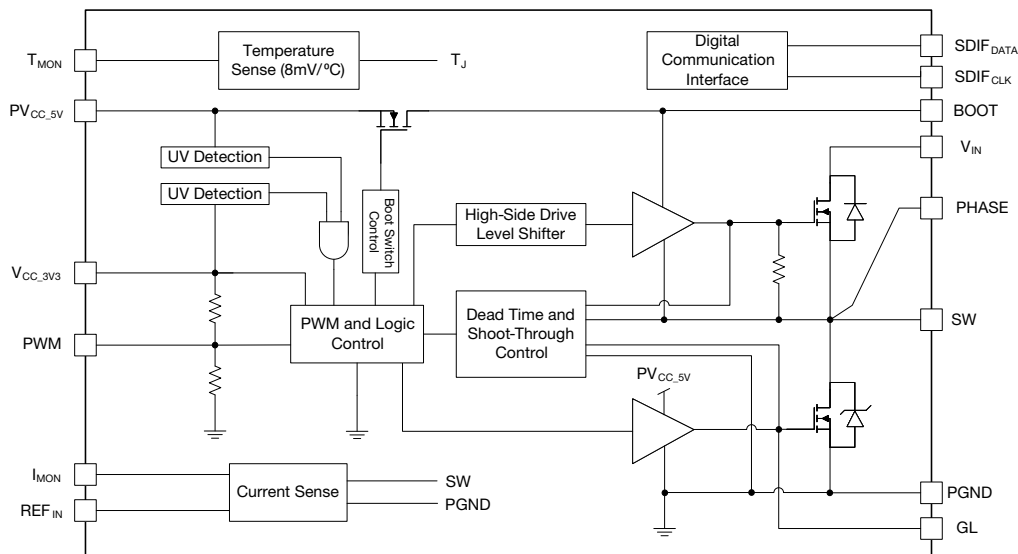 T_MON
Temperature
Sense (8mV/ºC)
T_J
Digital
Communication
Interface
SDIF_DATA
SDIF_CLK
PV_CC_5V
BOOT
UV Detection
UV Detection
V_IN
Boot Switch
Control
High-Side Drive
Level Shifter
PHASE
V_CC_3V3
PWM and Logic
Control
Dead Time and
Shoot-Through
Control
SW
PWM
PV_CC_5V
I_MON
Current Sense
SW
PGND
REF_IN
PGND
GL